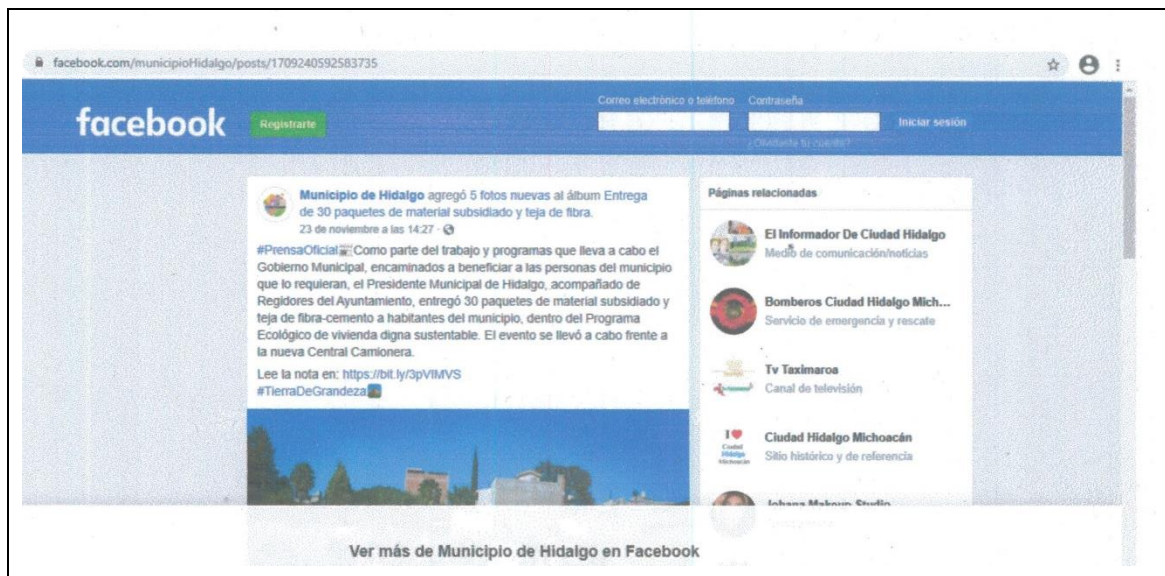 facebook.com/municipioHidalgo/posts/1709240592583735
facebook
Registrarte
Correo electrónico o teléfono
Contraseña
Iniciar sesión
¿Olvidaste tu cuenta?
Municipio de Hidalgo agregó 5 fotos nuevas al álbum Entrega
de 30 paquetes de material subsidiado y teja de fibra.
23 de noviembre a las 14:27 ·
#PrensaOficial Como parte del trabajo y programas que lleva a cabo el
Gobierno Municipal, encaminados a beneficiar a las personas del municipio
que lo requieran, el Presidente Municipal de Hidalgo, acompañado de
Regidores del Ayuntamiento, entregó 30 paquetes de material subsidiado y
teja de fibra-cemento a habitantes del municipio, dentro del Programa
Ecológico de vivienda digna sustentable. El evento se llevó a cabo frente a
la nueva Central Camionera.
Lee la nota en: https://bit.ly/3pVIMVS
#TierraDeGrandeza
Páginas relacionadas
El Informador De Ciudad Hidalgo
Medio de comunicación/noticias
Bomberos Ciudad Hidalgo Mich...
Servicio de emergencia y rescate
Tv Taximaroa
Canal de televisión
I
Ciudad
Hidalgo
Michoacán
Ciudad Hidalgo Michoacán
Sitio histórico y de referencia
Johana Makeup Studio
Ver más de Municipio de Hidalgo en Facebook